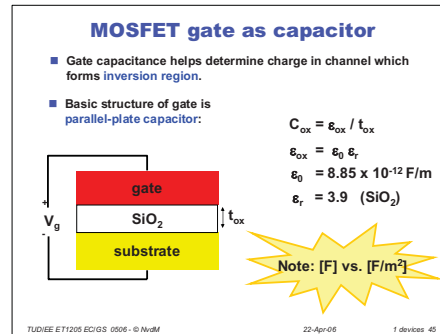 MOSFET gate as capacitor
■ Gate capacitance helps determine charge in channel which
forms inversion region.
■ Basic structure of gate is
parallel-plate capacitor:
C_ox = ε_ox / t_ox
ε_ox = ε_0 ε_r
ε_0 = 8.85 x 10^-12 F/m
ε_r = 3.9 (SiO_2)
+
V_g
-
gate
SiO_2
substrate
t_ox
Note: [F] vs. [F/m^2]
TUD/EE ET1205 EC/GS 0506 - © NvdM
22-Apr-06
1 devices 45